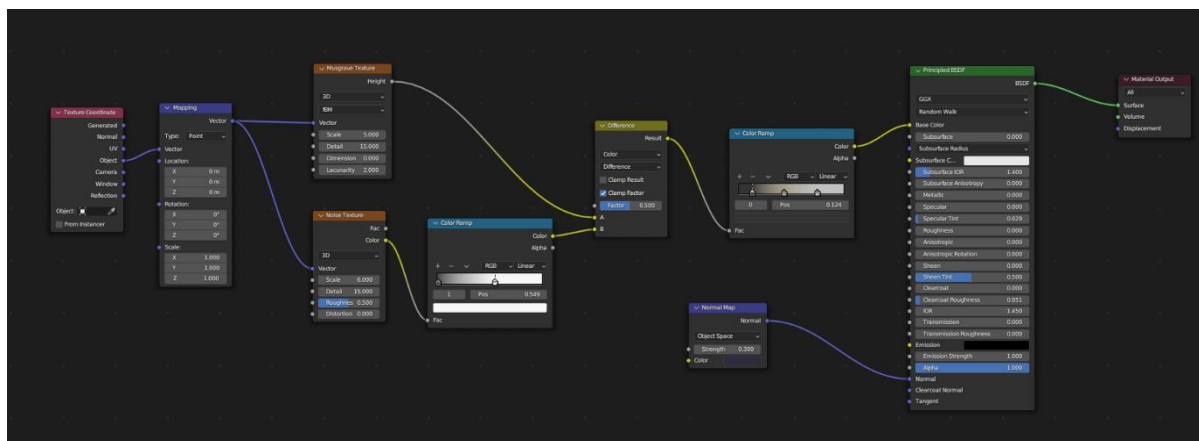 Texture Coordinate
Generated
Normal
UV
Object
Camera
Window
Reflection
Object:
From Instancer
Mapping
Vector
Type: Point
Vector
Location:
X 0 m
Y 0 m
Z 0 m
Rotation:
X 0°
Y 0°
Z 0°
Scale:
X 1.000
Y 1.000
Z 1.000
Musgrave Texture
Height
3D
fBM
Vector
Scale 5.000
Detail 15.000
Dimension 0.000
Lacunarity 2.000
Noise Texture
Fac
Color
3D
Vector
Scale 6.000
Detail 15.000
Roughness 0.500
Distortion 0.000
Color Ramp
Color
Alpha
RGB Linear
1 Pos 0.549
Fac
Difference
Result
Color
Difference
Clamp Result
Clamp Factor
Factor 0.500
A
B
Color Ramp
Color
Alpha
RGB Linear
0 Pos 0.124
Fac
Normal Map
Normal
Object Space
Strength 0.300
Color
Principled BSDF
BSDF
GGX
Random Walk
Base Color
Subsurface 0.000
Subsurface Radius
Subsurface C...
Subsurface IOR 1.400
Subsurface Anisotropy 0.000
Metallic 0.000
Specular 0.000
Specular Tint 0.029
Roughness 0.000
Anisotropic 0.000
Anisotropic Rotation 0.000
Sheen 0.000
Sheen Tint 0.500
Clearcoat 0.000
Clearcoat Roughness 0.051
IOR 1.450
Transmission 0.000
Transmission Roughness 0.000
Emission
Emission Strength 1.000
Alpha 1.000
Normal
Clearcoat Normal
Tangent
Material Output
All
Surface
Volume
Displacement